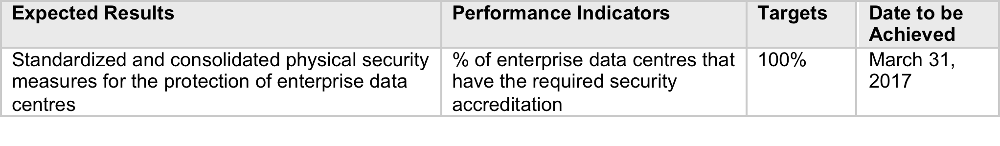 Expected Results
Performance Indicators
Targets
Date to be
Achieved
Standardized and consolidated physical security
measures for the protection of enterprise data
centres
% of enterprise data centres that
have the required security
accreditation
100%
March 31,
2017